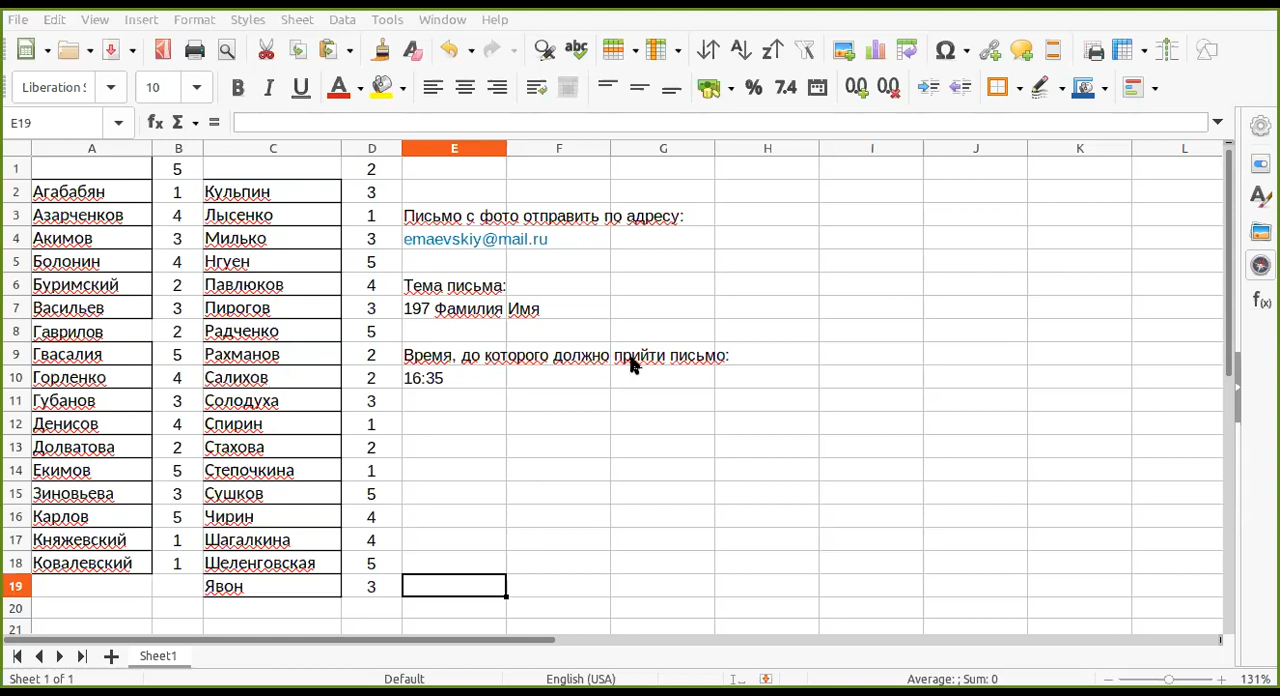 File Edit View Insert Format Styles Sheet Data Tools Window Help
Liberation S 10 B I U A % 7.4
E19 fx Σ =
A B C D E F G H I J K L
1 5 2
2 Агабабян 1 Кульпин 3
3 Азарченков 4 Лысенко 1 Письмо с фото отправить по адресу:
4 Акимов 3 Милько 3 emaevskiy@mail.ru
5 Болонин 4 Нгуен 5
6 Буримский 2 Павлюков 4 Тема письма:
7 Васильев 3 Пирогов 3 197 Фамилия Имя
8 Гаврилов 2 Радченко 5
9 Гвасалия 5 Рахманов 2 Время, до которого должно прийти письмо:
10 Горленко 4 Салихов 2 16:35
11 Губанов 3 Солодуха 3
12 Денисов 4 Спирин 1
13 Долватова 2 Стахова 2
14 Екимов 5 Степочкина 1
15 Зиновьева 3 Сушков 5
16 Карлов 5 Чирин 4
17 Княжевский 1 Шагалкина 4
18 Ковалевский 1 Шеленговская 5
19 Явон 3
20
21
Sheet1
Sheet 1 of 1 Default English (USA) Average: ; Sum: 0 131%